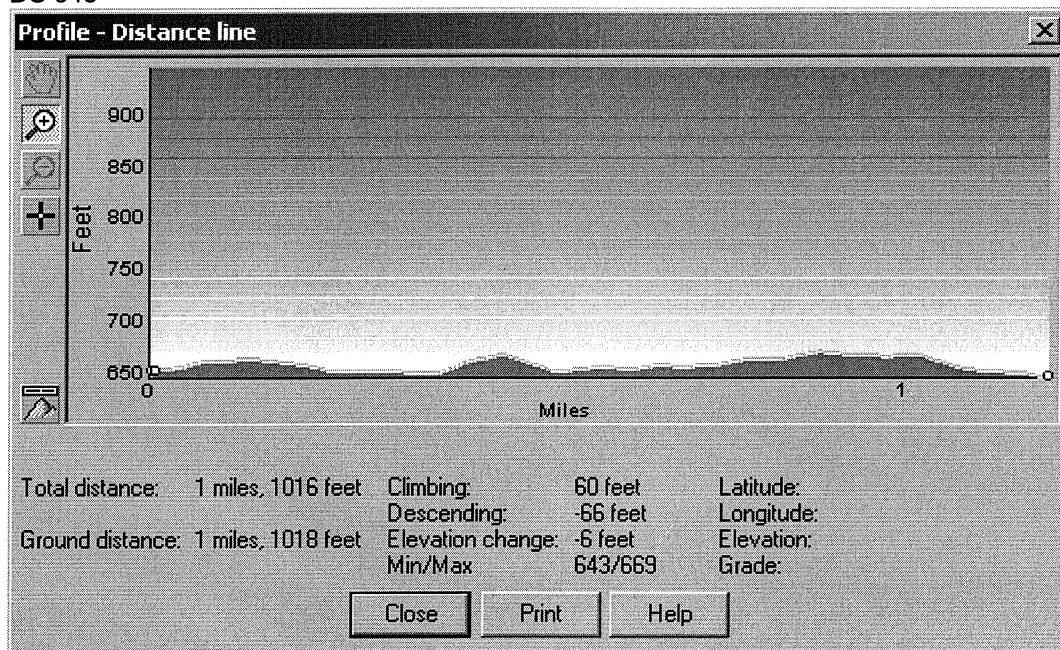 Profile - Distance line
900
850
800
750
700
650
Feet
0
1
Miles
Total distance: 1 miles, 1016 feet
Ground distance: 1 miles, 1018 feet
Climbing: 60 feet
Descending: -66 feet
Elevation change: -6 feet
Min/Max 643/669
Latitude:
Longitude:
Elevation:
Grade:
Close
Print
Help